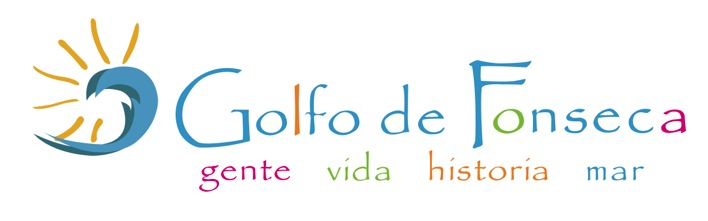 Golfo de Fonseca
gente vida historia mar